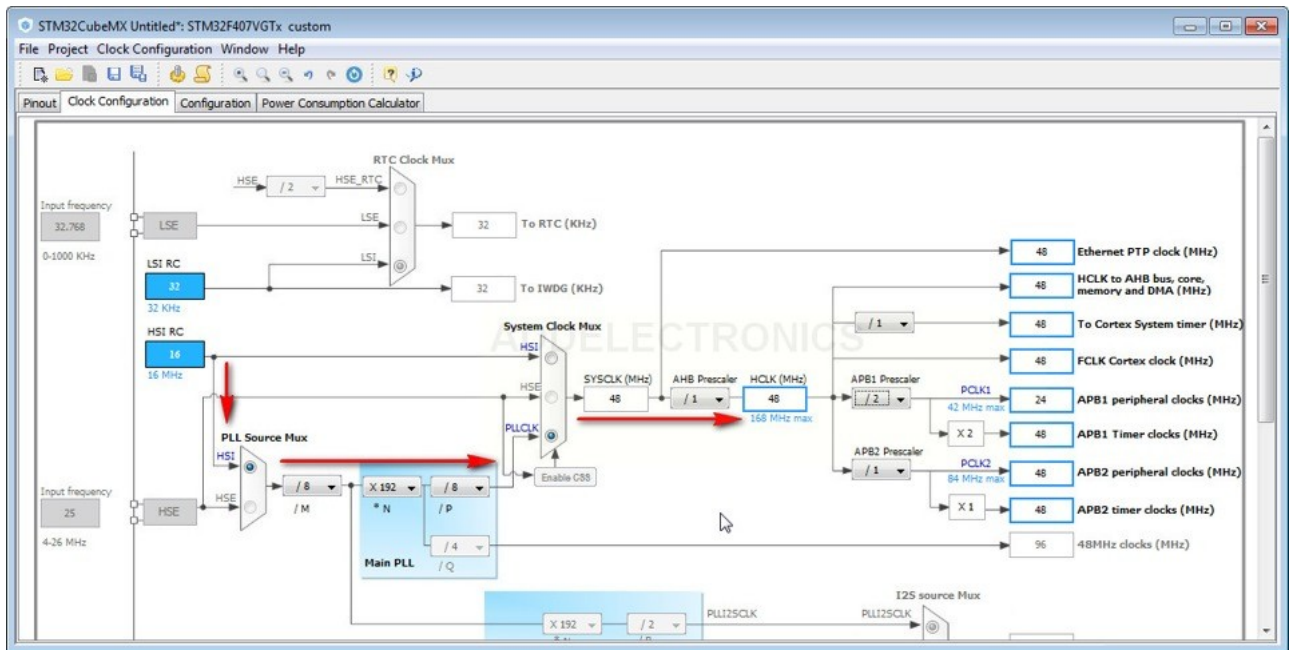 STM32CubeMX Untitled*: STM32F407VGTx custom
File Project Clock Configuration Window Help
Pinout Clock Configuration Configuration Power Consumption Calculator
RTC Clock Mux
HSE
/ 2
HSE_RTC
Input frequency
32.768
0-1000 KHz
LSE
LSE
32
To RTC (KHz)
LSI RC
32
32 KHz
LSI
32
To IWDG (KHz)
HSI RC
16
16 MHz
System Clock Mux
ELECTRONICS
HSI
HSE
PLLCLK
Enable CSS
SYSCLK (MHz)
48
AHB Prescaler
/ 1
HCLK (MHz)
48
168 MHz max
48
Ethernet PTP clock (MHz)
48
HCLK to AHB bus, core,
memory and DMA (MHz)
/ 1
48
To Cortex System timer (MHz)
48
FCLK Cortex clock (MHz)
APB1 Prescaler
/ 2
PCLK1
42 MHz max
24
APB1 peripheral clocks (MHz)
X 2
48
APB1 Timer clocks (MHz)
APB2 Prescaler
/ 1
PCLK2
84 MHz max
48
APB2 peripheral clocks (MHz)
X 1
48
APB2 timer clocks (MHz)
96
48MHz clocks (MHz)
PLL Source Mux
HSI
HSE
Input frequency
25
4-26 MHz
HSE
/ 8
/ M
X 192
* N
/ 8
/ P
/ 4
/ Q
Main PLL
I2S source Mux
X 192
/ 2
PLLI2SCLK
PLLI2SCLK